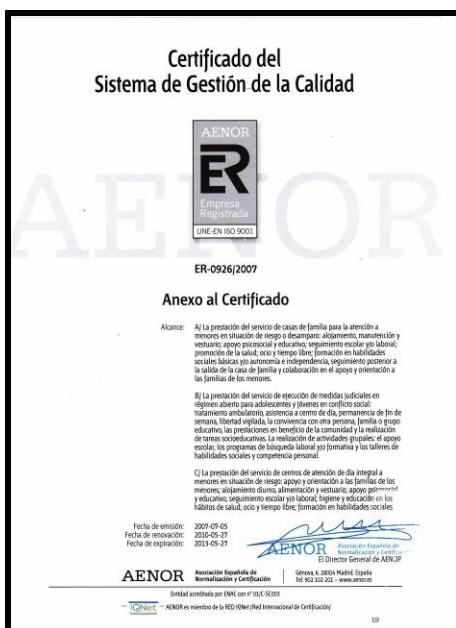 Certificado del
Sistema de Gestión de la Calidad
AENOR
AENOR
ER
Empresa
Registrada
UNE-EN ISO 9001
ER-0926/2007
Anexo al Certificado
Alcance: A/ La prestación del servicio de casas de familia para la atención a
menores en situación de riesgo o desamparo: alojamiento, manutención y
vestuario; apoyo psicosocial y educativo; seguimiento escolar y/o laboral;
promoción de la salud; ocio y tiempo libre; formación en habilidades
sociales básicas y/o autonomía e independencia, seguimiento posterior a
la salida de la casa de familia y colaboración en el apoyo y orientación a
las familias de los menores.
B/ La prestación del servicio de ejecución de medidas judiciales en
régimen abierto para adolescentes y jóvenes en conflicto social:
tratamiento ambulatorio, asistencia a centro de día, permanencia de fin de
semana, libertad vigilada, la convivencia con otra persona, familia o grupo
educativo, las prestaciones en beneficio de la comunidad y la realización
de tareas socioeducativas. La realización de actividades grupales: el apoyo
escolar, los programas de búsqueda laboral y/o formativa y los talleres de
habilidades sociales y competencia personal.
C/ La prestación del servicio de centros de atención de día integral a
menores en situación de riesgo: apoyo y orientación a las familias de los
menores; alojamiento diurno, alimentación y vestuario; apoyo psicosocial
y educativo; seguimiento escolar y/o laboral; higiene y educación en los
hábitos de salud; ocio y tiempo libre; formación en habilidades sociales
Fecha de emisión: 2007-07-05
Fecha de renovación: 2010-05-27
Fecha de expiración: 2013-05-27
AENOR Asociación Española de
Normalización y Certificación
El Director General de AENOR
AENOR Asociación Española de
Normalización y Certificación
Génova, 6. 28004 Madrid. España
Tel. 902 102 201 – www.aenor.es
Entidad acreditada por ENAC con nº 01/C-SC003
IQNet AENOR es miembro de la RED IQNet /Red Internacional de Certificación/
1/2